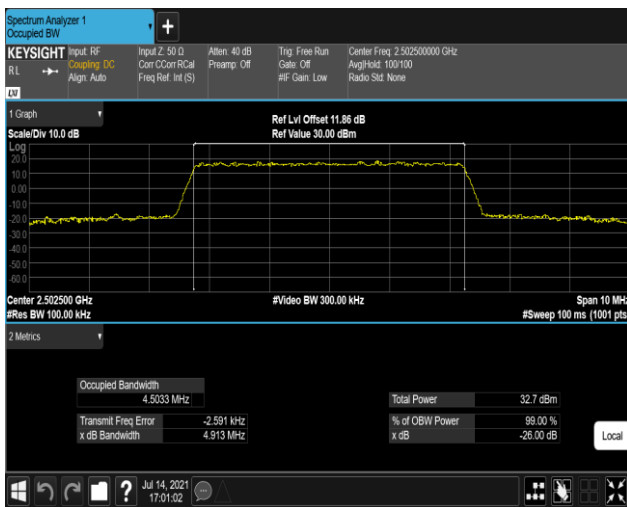 Spectrum Analyzer 1
Occupied BW
+
KEYSIGHT Input: RF Input Z: 50 Ω Atten: 40 dB Trig: Free Run Center Freq: 2.502500000 GHz
RL Coupling: DC Corr CCorr RCal Preamp: Off Gate: Off Avg|Hold: 100/100
Align: Auto Freq Ref: Int (S) #IF Gain: Low Radio Std: None
LXI
1 Graph
Ref Lvl Offset 11.86 dB
Scale/Div 10.0 dB Ref Value 30.00 dBm
Log
20.0
10.0
0.00
-10.0
-20.0
-30.0
-40.0
-50.0
-60.0
Center 2.502500 GHz #Video BW 300.00 kHz Span 10 MHz
#Res BW 100.00 kHz #Sweep 100 ms (1001 pts
2 Metrics
Occupied Bandwidth
4.5033 MHz Total Power 32.7 dBm
Transmit Freq Error -2.591 kHz % of OBW Power 99.00 %
x dB Bandwidth 4.913 MHz x dB -26.00 dB
Local
? Jul 14, 2021
17:01:02